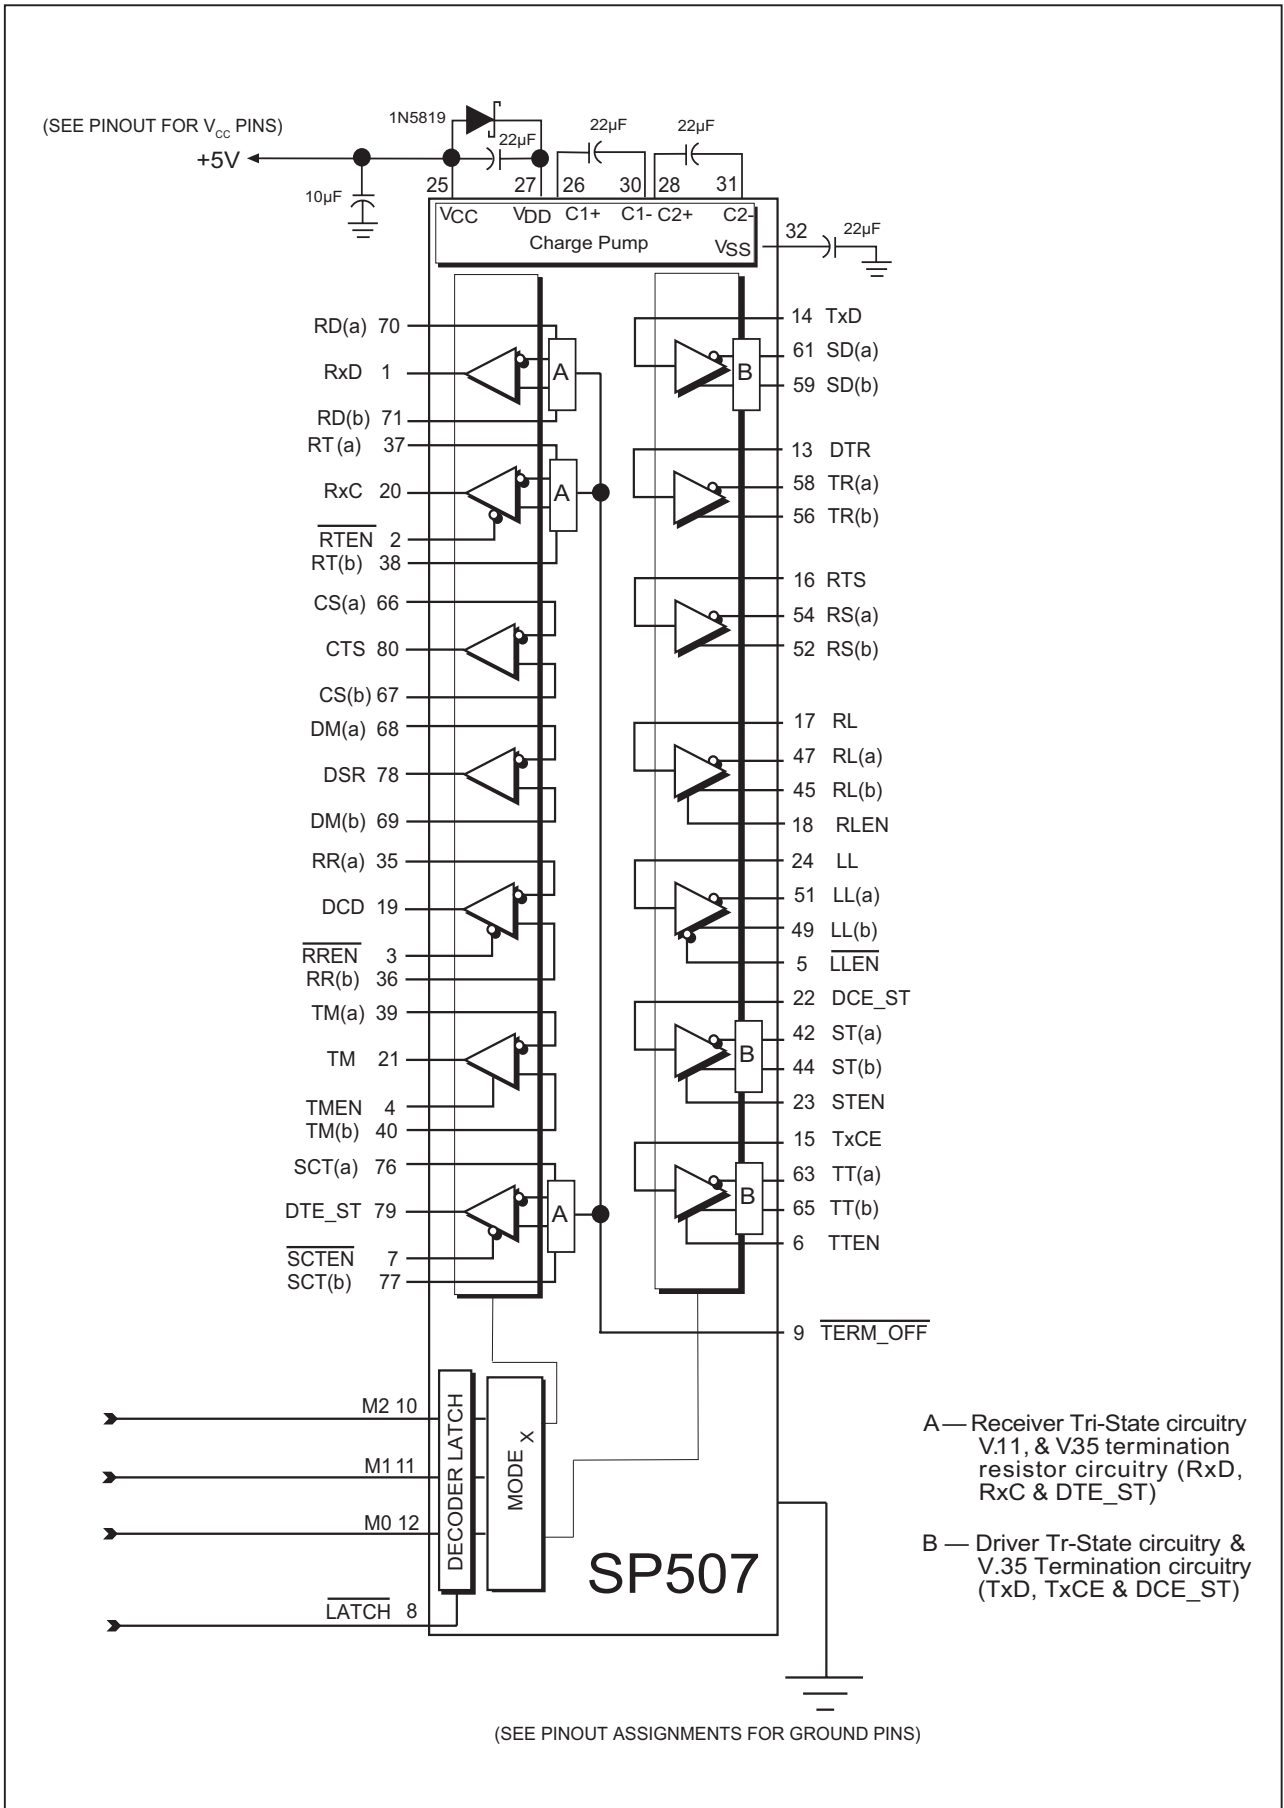 1N5819
(SEE PINOUT FOR VCC PINS)
+5V
22µF
22µF
22µF
10µF
25
27
26
30
28
31
VCC
VDD
C1+
C1-
C2+
C2-
Charge Pump
VSS
32
22µF
RD(a) 70
RxD 1
RD(b) 71
RT(a) 37
RxC 20
RTEN 2
RT(b) 38
CS(a) 66
CTS 80
CS(b) 67
DM(a) 68
DSR 78
DM(b) 69
RR(a) 35
DCD 19
RREN 3
RR(b) 36
TM(a) 39
TM 21
TMEN 4
TM(b) 40
SCT(a) 76
DTE_ST 79
SCTEN 7
SCT(b) 77
A
A
A
B
B
B
14 TxD
61 SD(a)
59 SD(b)
13 DTR
58 TR(a)
56 TR(b)
16 RTS
54 RS(a)
52 RS(b)
17 RL
47 RL(a)
45 RL(b)
18 RLEN
24 LL
51 LL(a)
49 LL(b)
5 LLEN
22 DCE_ST
42 ST(a)
44 ST(b)
23 STEN
15 TxCE
63 TT(a)
65 TT(b)
6 TTEN
9 TERM_OFF
M2 10
M1 11
M0 12
LATCH 8
DECODER LATCH
MODE X
SP507
A — Receiver Tri-State circuitry
V.11, & V.35 termination
resistor circuitry (RxD,
RxC & DTE_ST)
B — Driver Tr-State circuitry &
V.35 Termination circuitry
(TxD, TxCE & DCE_ST)
(SEE PINOUT ASSIGNMENTS FOR GROUND PINS)